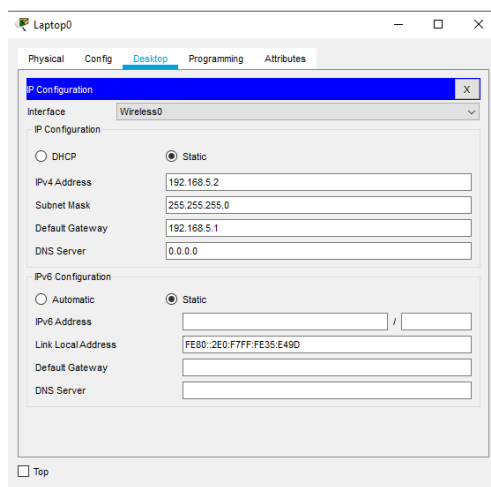 Laptop0
Physical Config Desktop Programming Attributes
IP Configuration X
Interface Wireless0
IP Configuration
DHCP Static
IPv4 Address 192.168.5.2
Subnet Mask 255.255.255.0
Default Gateway 192.168.5.1
DNS Server 0.0.0.0
IPv6 Configuration
Automatic Static
IPv6 Address /
Link Local Address FE80::2E0:F7FF:FE35:E49D
Default Gateway
DNS Server
Top